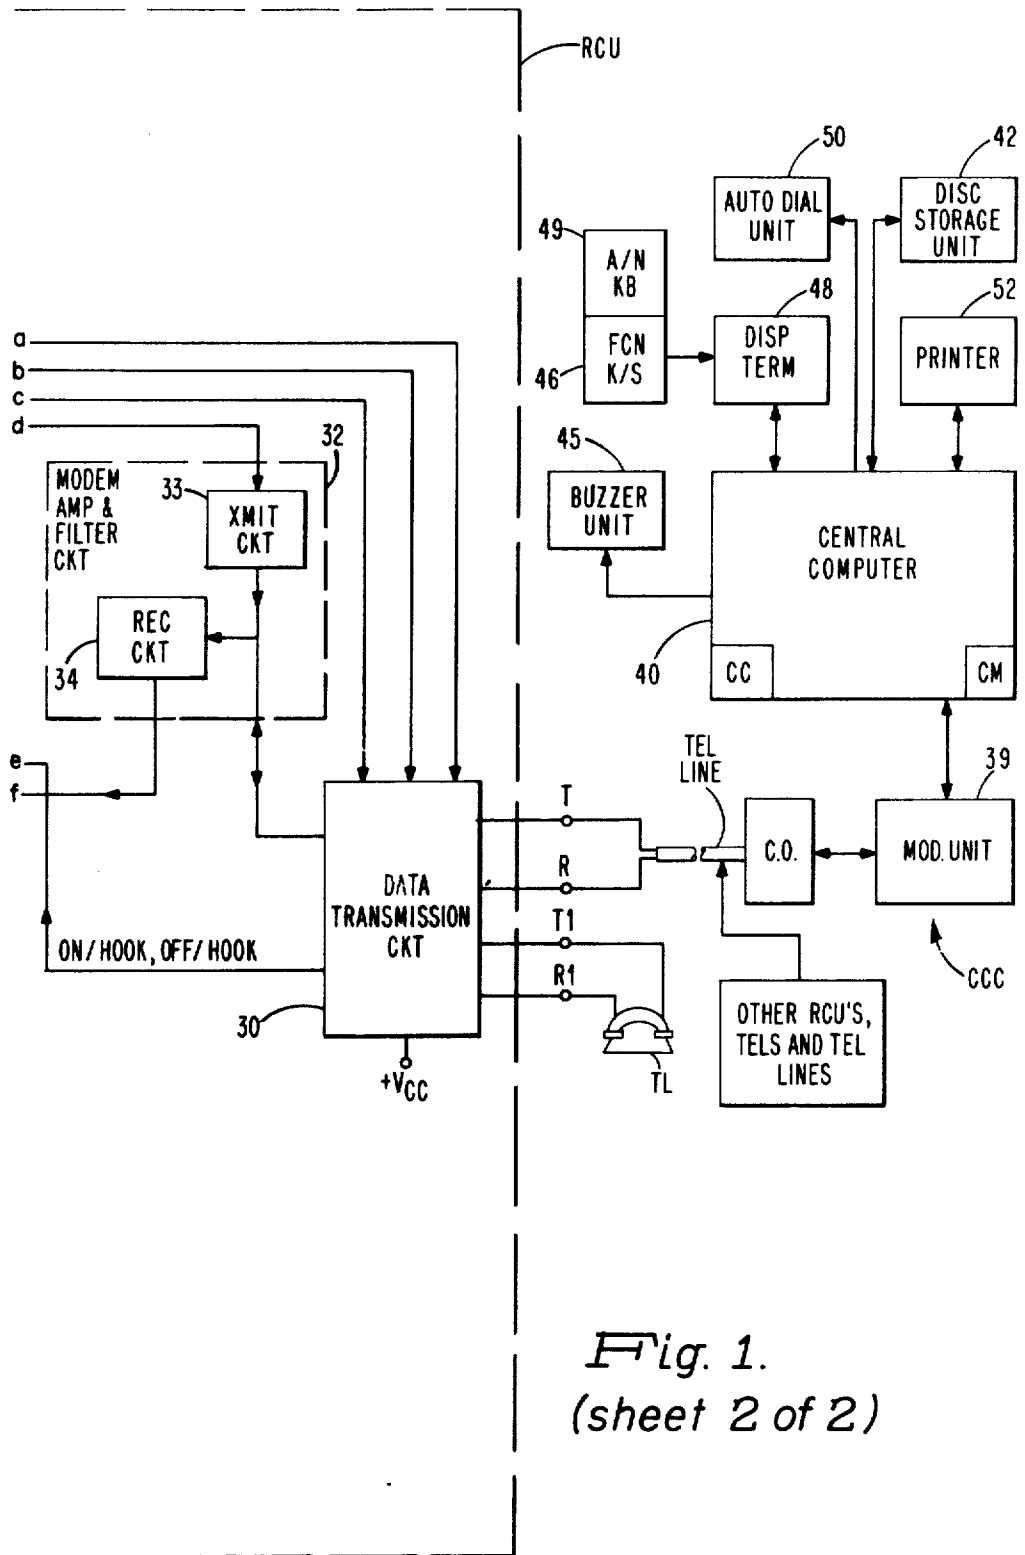 RCU
50
42
AUTO DIAL
UNIT
DISC
STORAGE
UNIT
49
A/N
KB
48
52
46
FCN
K/S
DISP
TERM
PRINTER
a
b
c
d
32
MODEM
AMP &
FILTER
CKT
33
XMIT
CKT
45
BUZZER
UNIT
CENTRAL
COMPUTER
REC
CKT
34
40
CC
CM
e
f
TEL
LINE
39
T
C.O.
MOD. UNIT
R
DATA
TRANSMISSION
CKT
T1
ON/HOOK, OFF/HOOK
R1
CCC
30
OTHER RCU'S,
TELS AND TEL
LINES
+VCC
TL
Fig. 1.
(sheet 2 of 2)